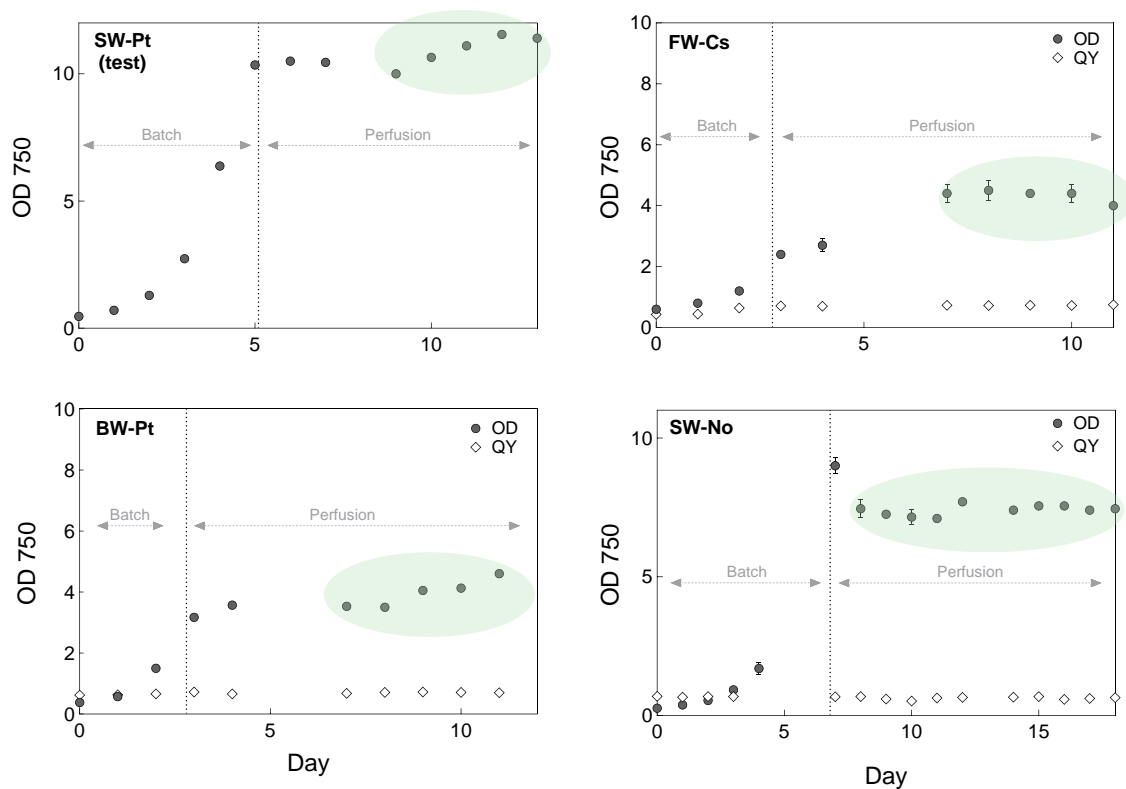 SW-Pt
(test)
10
5
0
OD 750
Batch
Perfusion
0
5
10
FW-Cs
OD
QY
10
8
6
4
2
0
OD 750
Batch
Perfusion
0
5
10
BW-Pt
OD
QY
10
8
6
4
2
0
OD 750
Batch
Perfusion
0
5
10
Day
SW-No
OD
QY
10
5
0
OD 750
Batch
Perfusion
0
5
10
15
Day